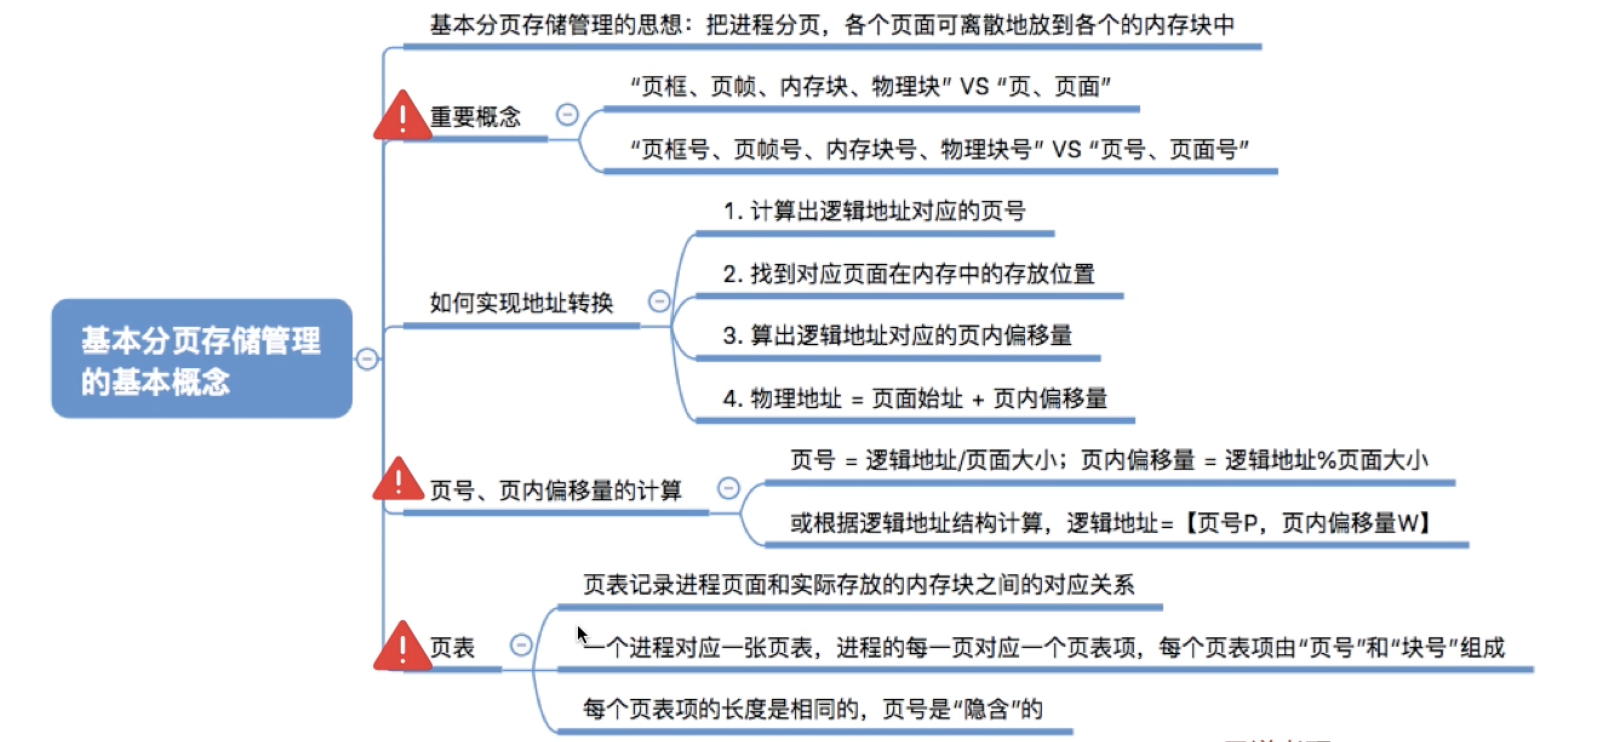 基本分页存储管理的思想：把进程分页，各个页面可离散地放到各个的内存块中
重要概念
“页框、页帧、内存块、物理块” VS “页、页面”
“页框号、页帧号、内存块号、物理块号” VS “页号、页面号”
如何实现地址转换
1. 计算出逻辑地址对应的页号
2. 找到对应页面在内存中的存放位置
3. 算出逻辑地址对应的页内偏移量
4. 物理地址 = 页面始址 + 页内偏移量
基本分页存储管理
的基本概念
页号、页内偏移量的计算
页号 = 逻辑地址/页面大小；页内偏移量 = 逻辑地址%页面大小
或根据逻辑地址结构计算，逻辑地址=【页号P，页内偏移量W】
页表
页表记录进程页面和实际存放的内存块之间的对应关系
一个进程对应一张页表，进程的每一页对应一个页表项，每个页表项由“页号”和“块号”组成
每个页表项的长度是相同的，页号是“隐含”的